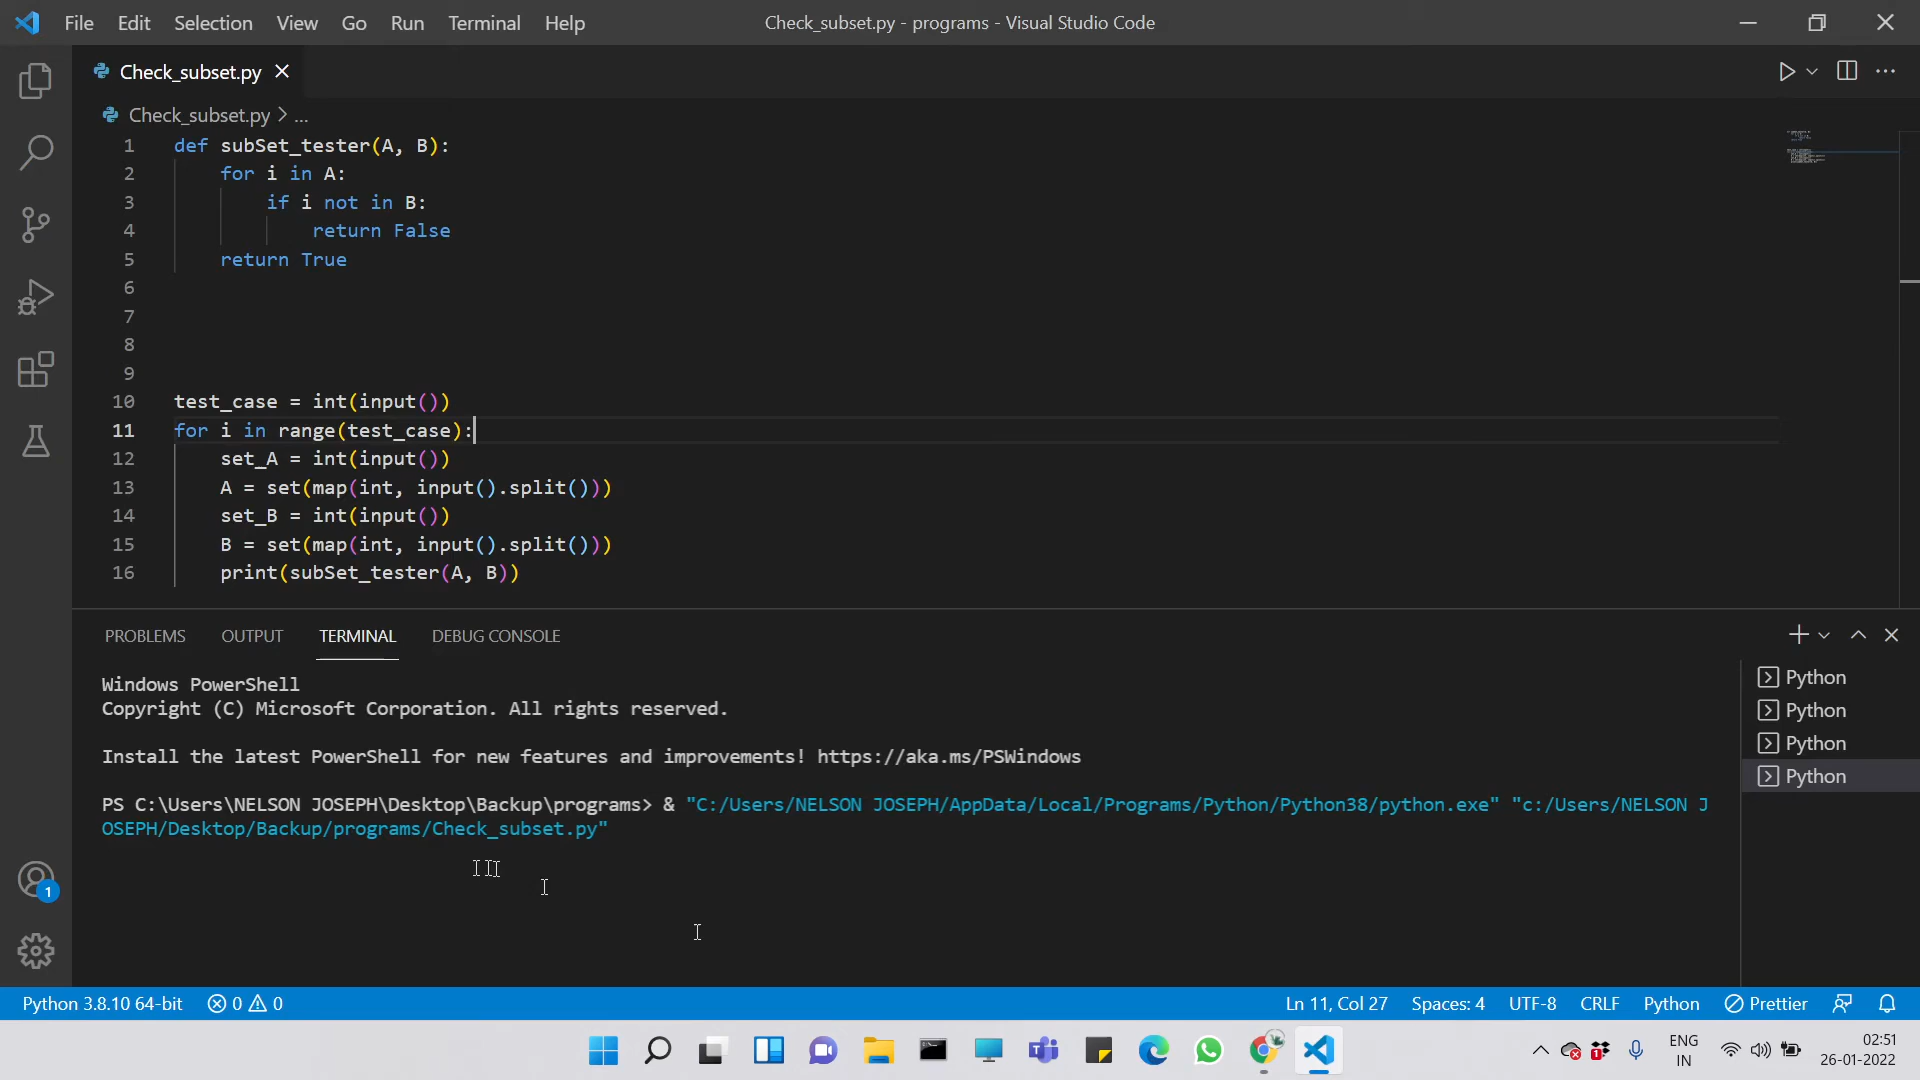 File Edit Selection View Go Run Terminal Help
Check_subset.py - programs - Visual Studio Code
Check_subset.py
Check_subset.py > ...
1 def subSet_tester(A, B):
2 for i in A:
3 if i not in B:
4 return False
5 return True
6
7
8
9
10 test_case = int(input())
11 for i in range(test_case):
12 set_A = int(input())
13 A = set(map(int, input().split()))
14 set_B = int(input())
15 B = set(map(int, input().split()))
16 print(subSet_tester(A, B))
PROBLEMS OUTPUT TERMINAL DEBUG CONSOLE
Windows PowerShell
Copyright (C) Microsoft Corporation. All rights reserved.
Install the latest PowerShell for new features and improvements! https://aka.ms/PSWindows
PS C:\Users\NELSON JOSEPH\Desktop\Backup\programs> & "C:/Users/NELSON JOSEPH/AppData/Local/Programs/Python/Python38/python.exe" "c:/Users/NELSON J
OSEPH/Desktop/Backup/programs/Check_subset.py"
Python
Python
Python
Python
1
Python 3.8.10 64-bit 0 0
Ln 11, Col 27 Spaces: 4 UTF-8 CRLF Python Prettier
ENG
IN
02:51
26-01-2022